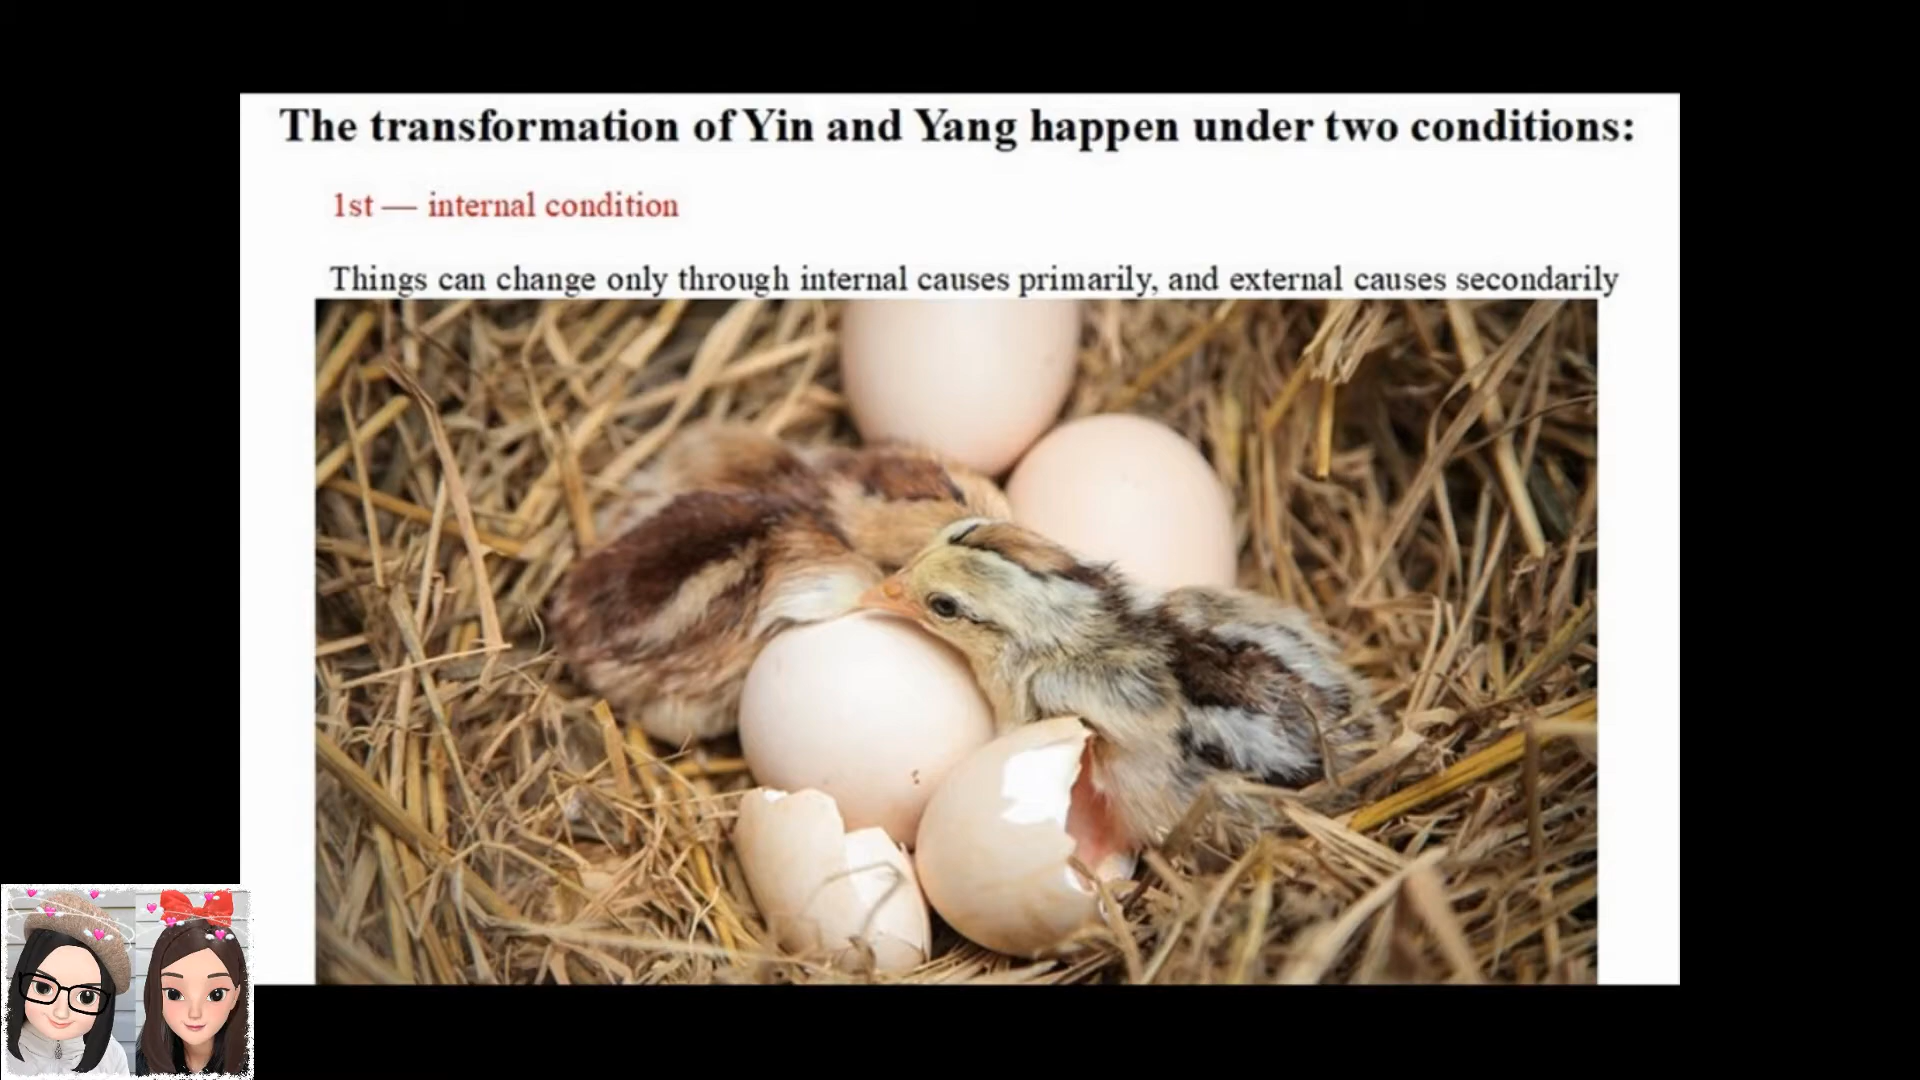 The transformation of Yin and Yang happen under two conditions:
1st — internal condition
Things can change only through internal causes primarily, and external causes secondarily